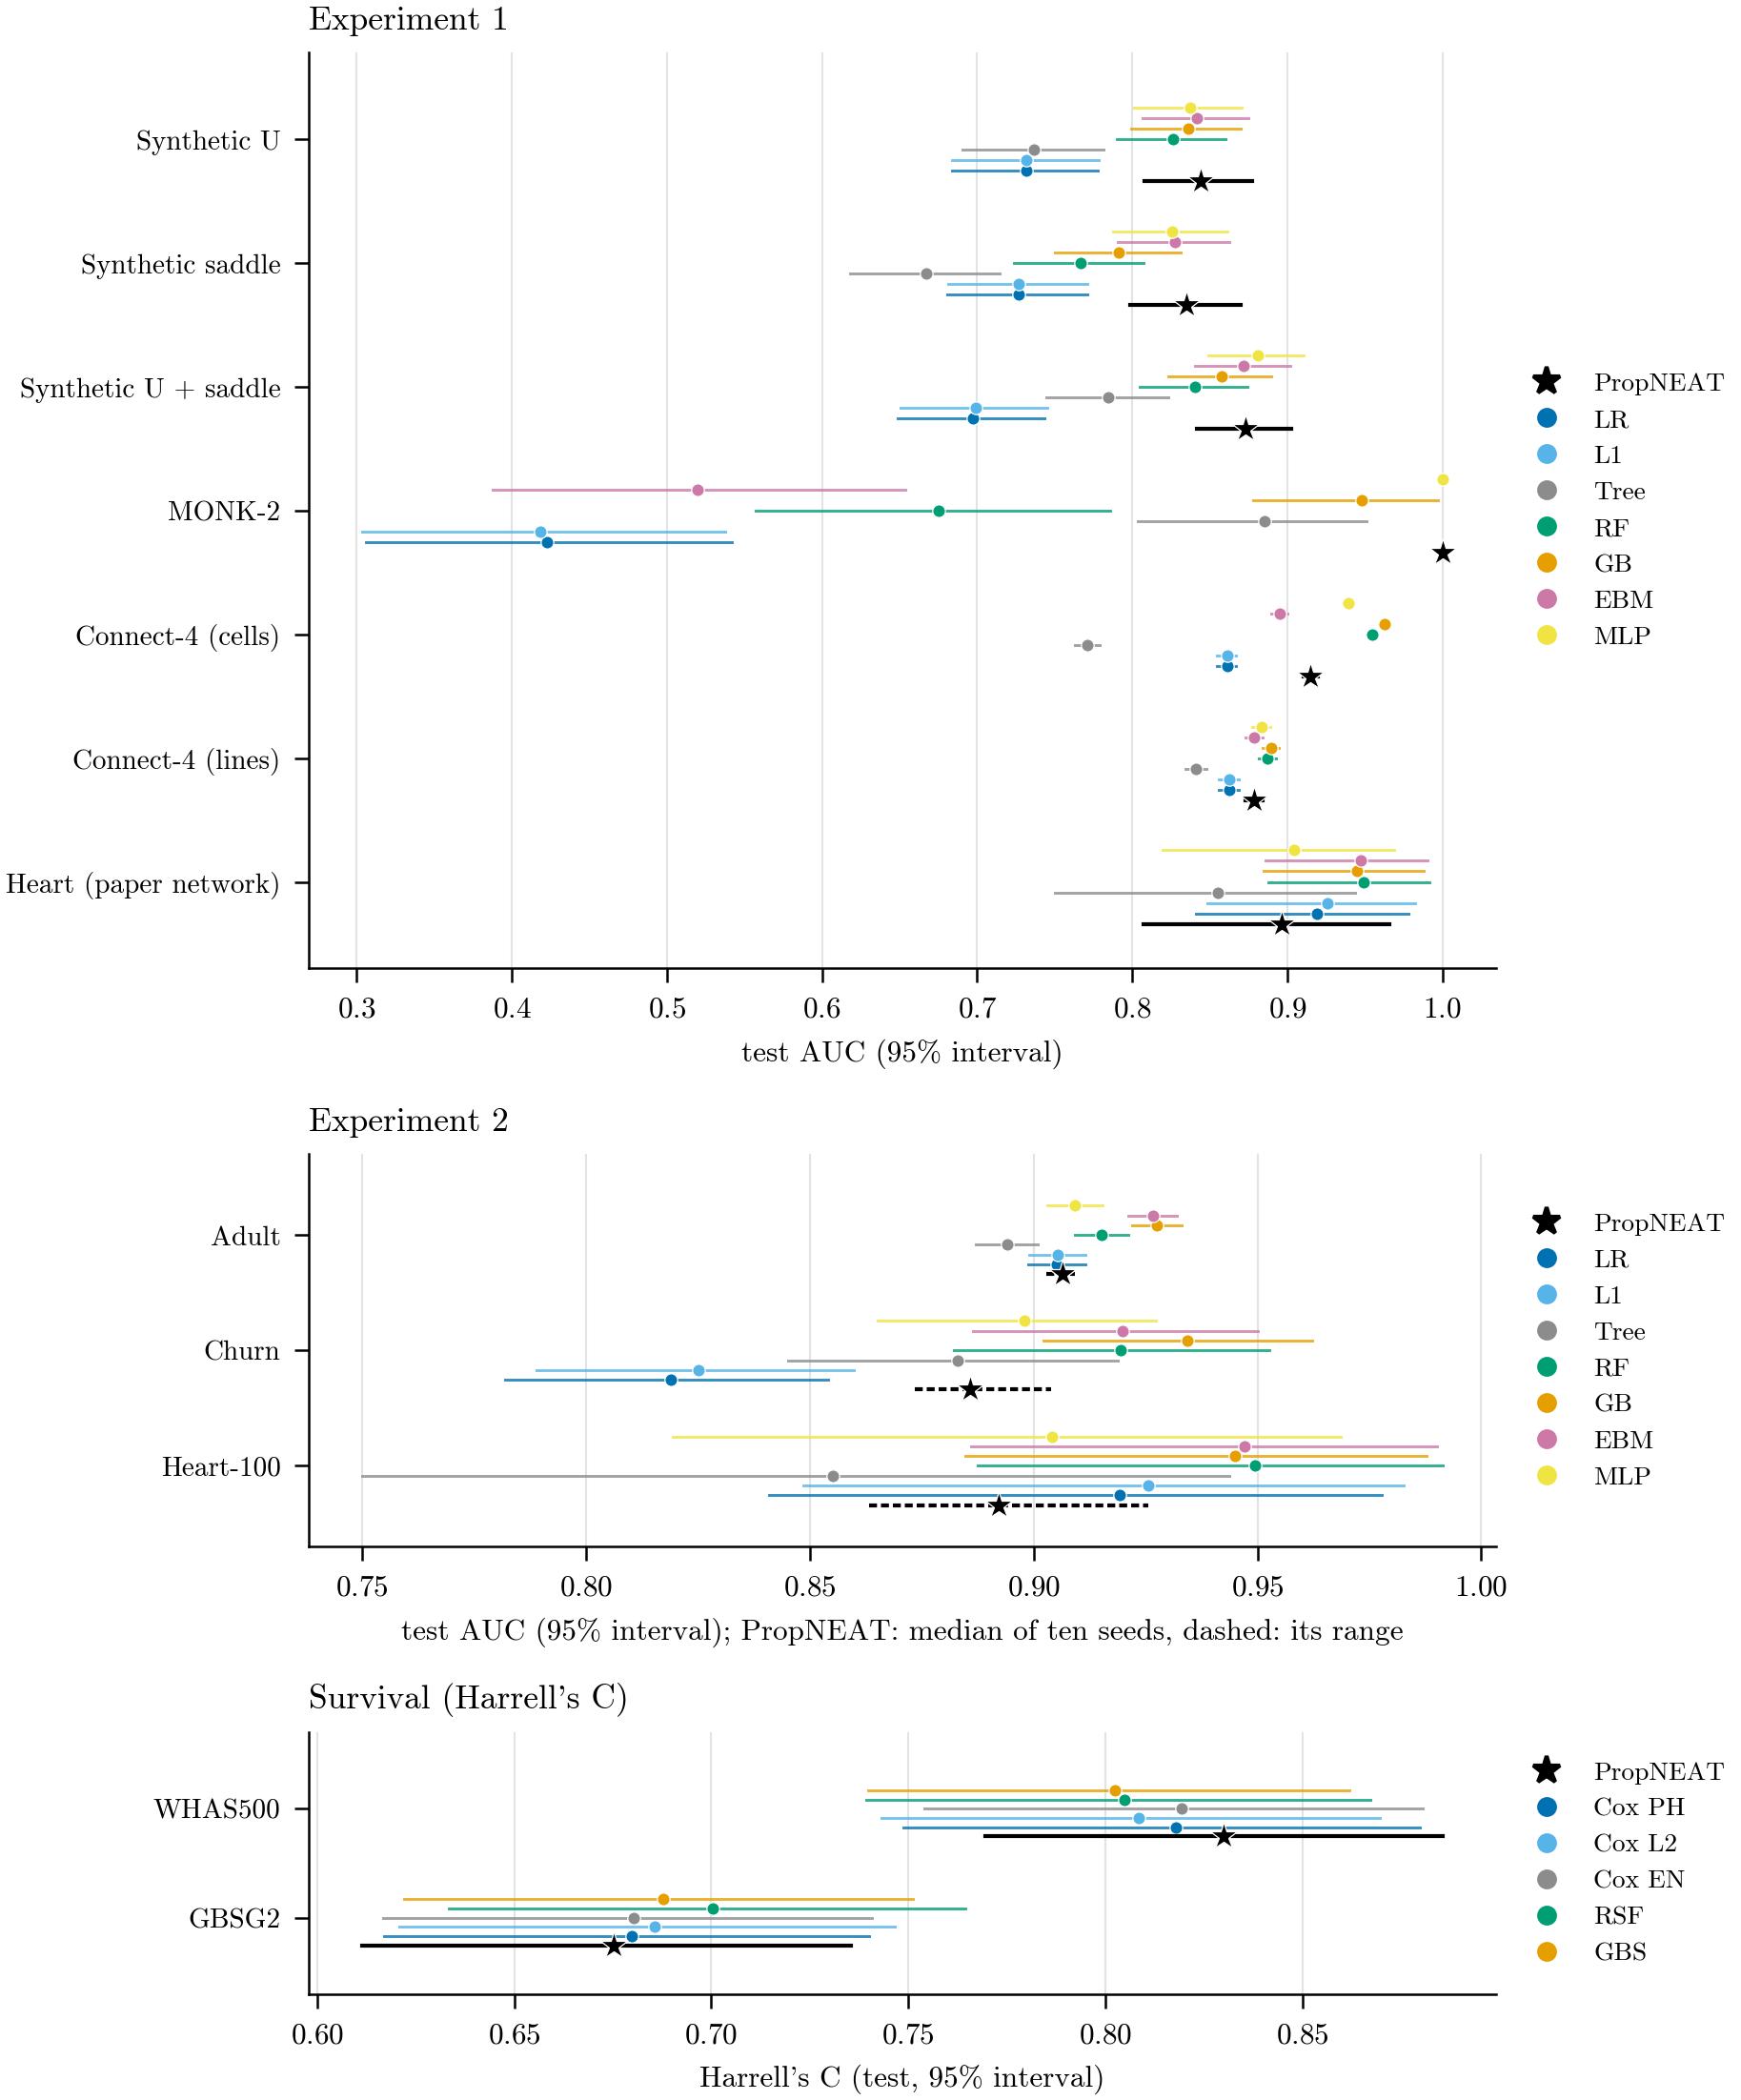 Experiment 1
Synthetic U
Synthetic saddle
Synthetic U + saddle
MONK-2
Connect-4 (cells)
Connect-4 (lines)
Heart (paper network)
0.3 0.4 0.5 0.6 0.7 0.8 0.9 1.0
test AUC (95% interval)
PropNEAT
LR
L1
Tree
RF
GB
EBM
MLP
Experiment 2
Adult
Churn
Heart-100
0.75 0.80 0.85 0.90 0.95 1.00
test AUC (95% interval); PropNEAT: median of ten seeds, dashed: its range
PropNEAT
LR
L1
Tree
RF
GB
EBM
MLP
Survival (Harrell's C)
WHAS500
GBSG2
0.60 0.65 0.70 0.75 0.80 0.85
Harrell's C (test, 95% interval)
PropNEAT
Cox PH
Cox L2
Cox EN
RSF
GBS